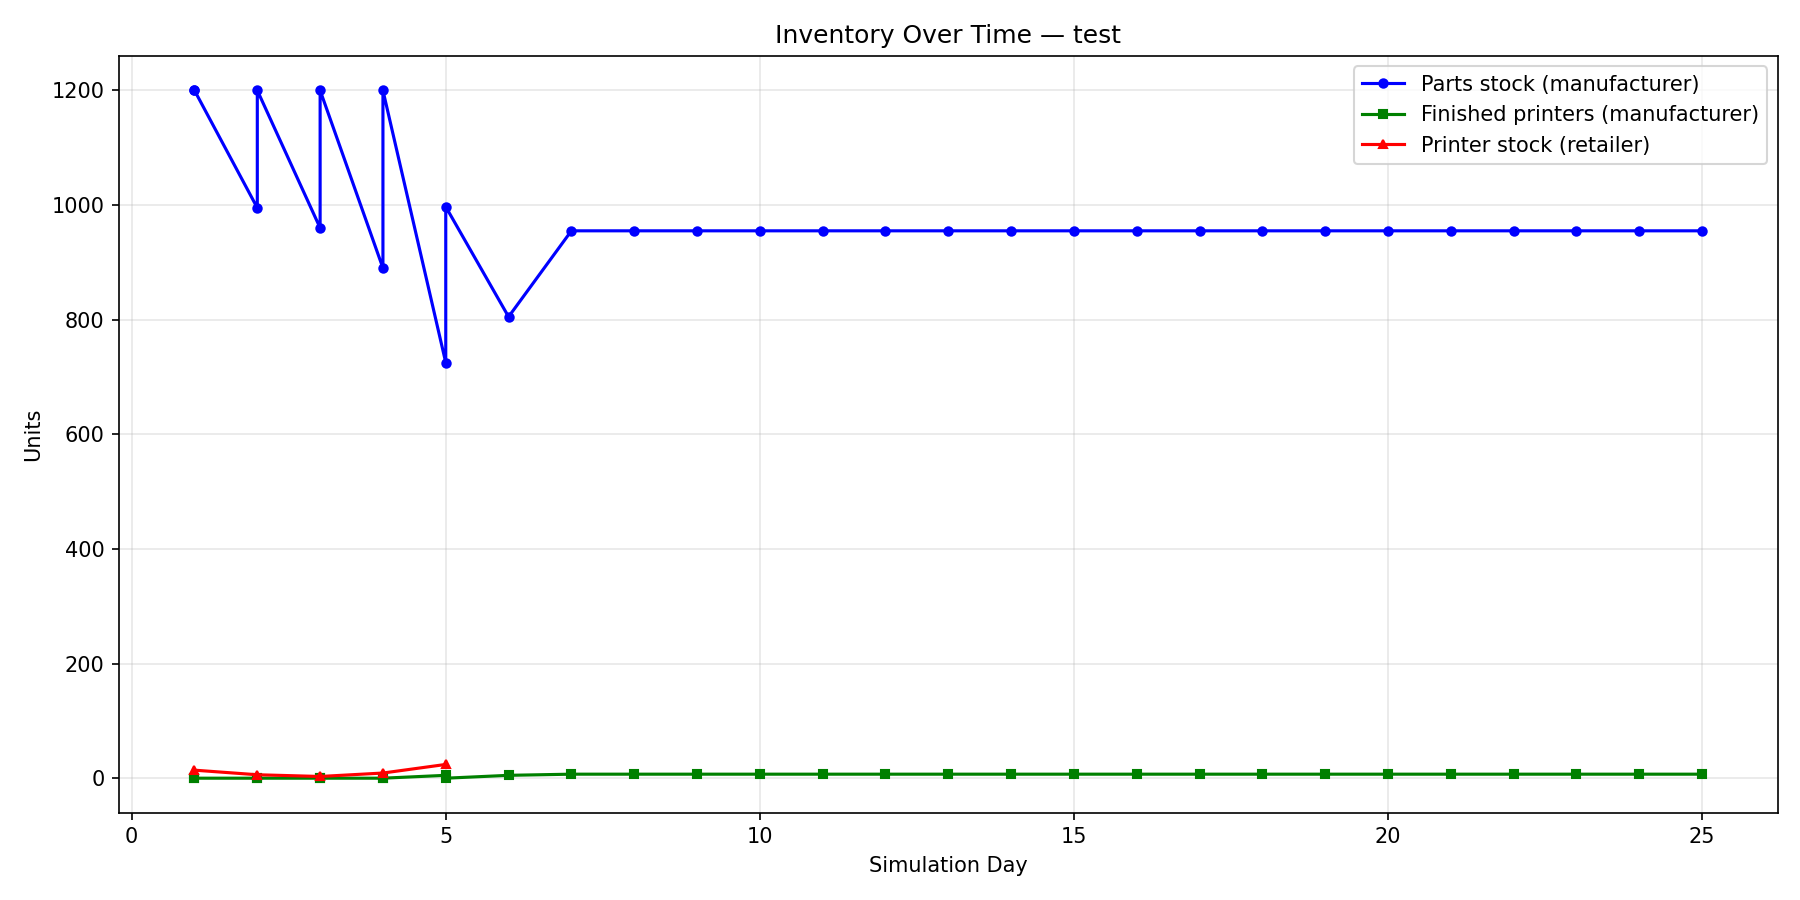 Inventory Over Time — test
Parts stock (manufacturer)
Finished printers (manufacturer)
Printer stock (retailer)
1200
1000
800
600
400
200
0
Units
0 5 10 15 20 25
Simulation Day